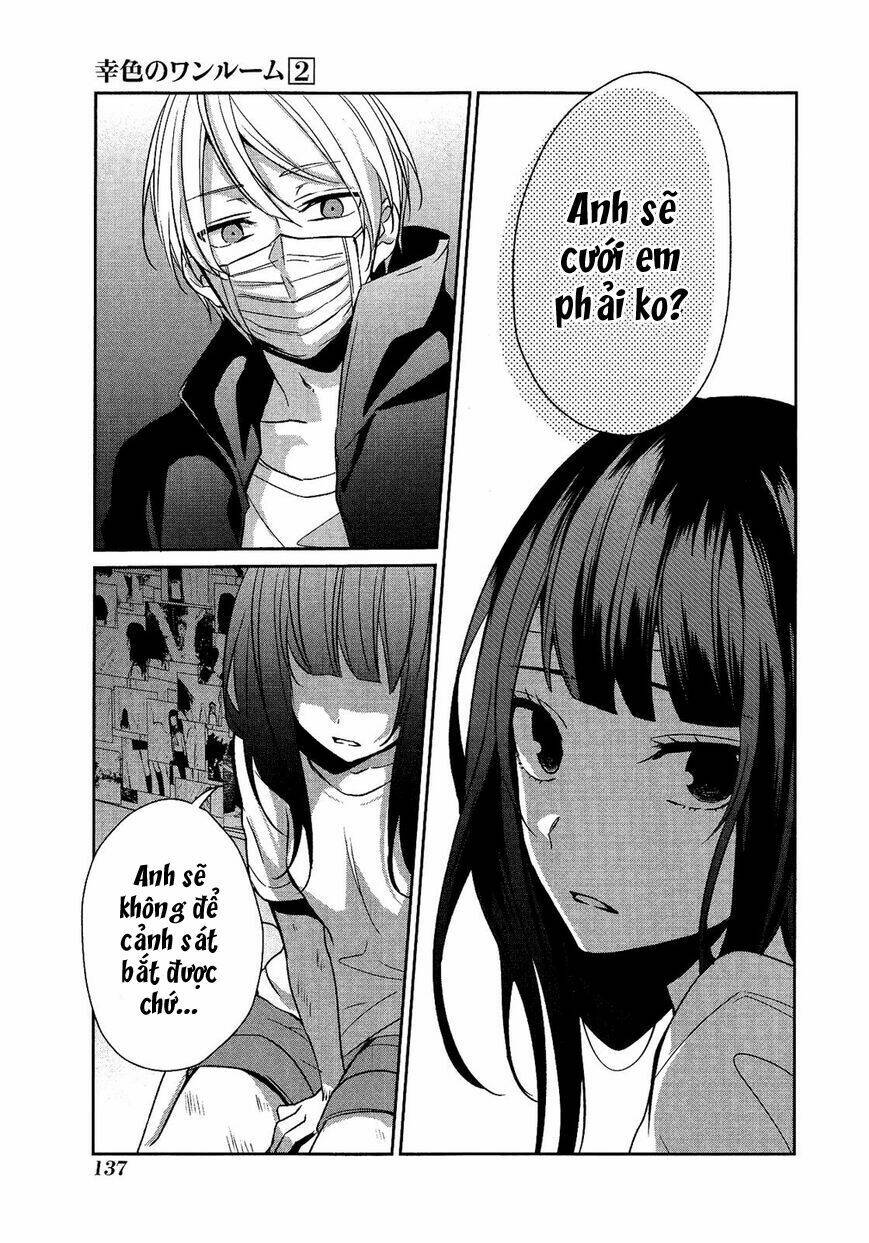 幸色のワンルーム2
Anh sẽ
cưới em
phải ko?
Anh sẽ
không để
cảnh sát
bắt được
chứ...
137